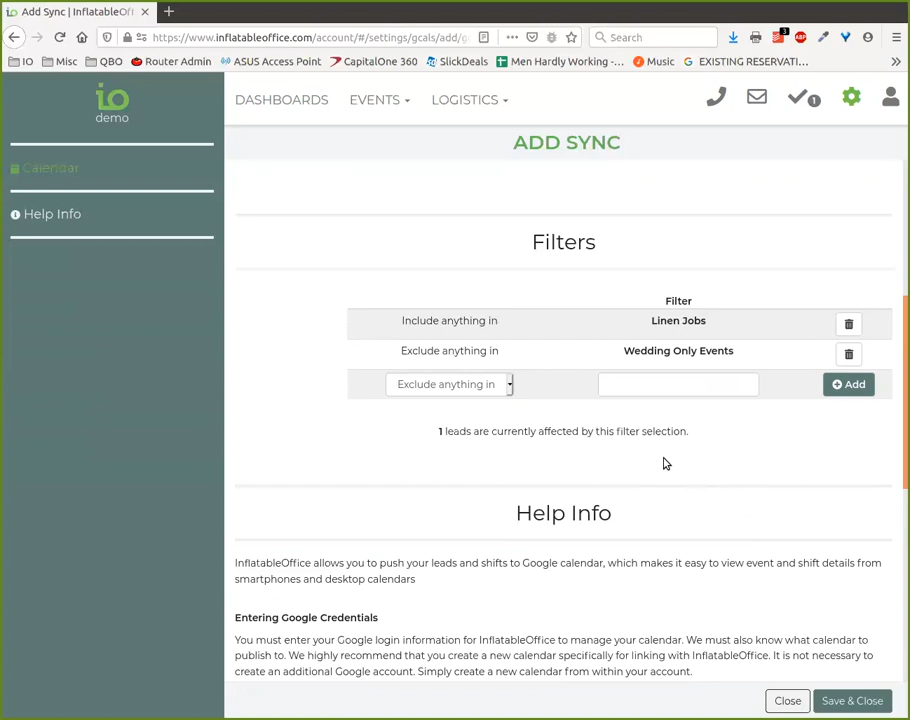 Add Sync | InflatableOff
https://www.inflatableoffice.com/account/#/settings/gcals/add/g
Search
3
IO
Misc
QBO
Router Admin
ASUS Access Point
CapitalOne 360
SlickDeals
Men Hardly Working -...
Music
EXISTING RESERVATI...
io
demo
DASHBOARDS
EVENTS
LOGISTICS
1
Calendar
Help Info
ADD SYNC
Filters
Filter
Include anything in Linen Jobs
Exclude anything in Wedding Only Events
Exclude anything in Add
1 leads are currently affected by this filter selection.
Help Info
InflatableOffice allows you to push your leads and shifts to Google calendar, which makes it easy to view event and shift details from
smartphones and desktop calendars
Entering Google Credentials
You must enter your Google login information for InflatableOffice to manage your calendar. We must also know what calendar to
publish to. We highly recommend that you create a new calendar specifically for linking with InflatableOffice. It is not necessary to
create an additional Google account. Simply create a new calendar from within your account.
Close
Save & Close